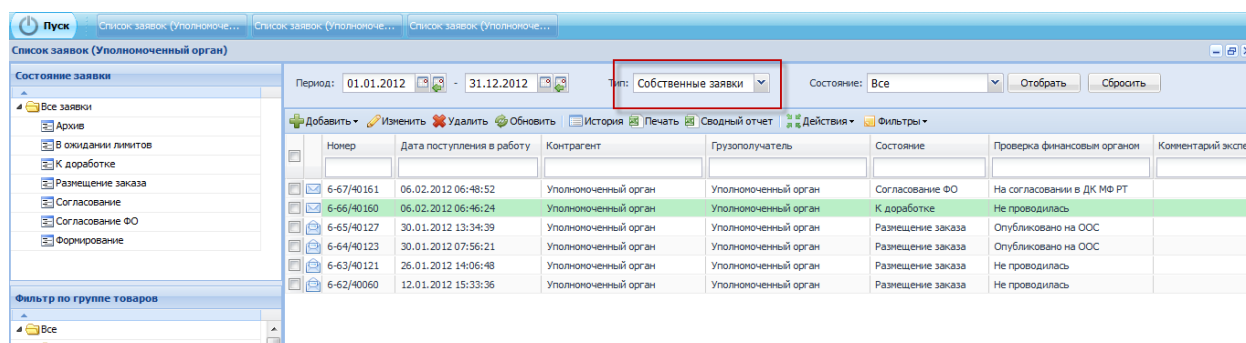 Пуск Список заявок (Уполномоче... Список заявок (Уполномоче... Список заявок (Уполномоче...
Список заявок (Уполномоченный орган)
Состояние заявки
Все заявки
Архив
В ожидании лимитов
К доработке
Размещение заказа
Согласование
Согласование ФО
Формирование
Фильтр по группе товаров
Все
Период: 01.01.2012 - 31.12.2012 Тип: Собственные заявки Состояние: Все Отобрать Сбросить
Добавить Изменить Удалить Обновить История Печать Сводный отчет Действия Фильтры
Номер Дата поступления в работу Контрагент Грузополучатель Состояние Проверка финансовым органом Комментарий экспе
6-67/40161 06.02.2012 06:48:52 Уполномоченный орган Уполномоченный орган Согласование ФО На согласовании в ДК МФ РТ
6-66/40160 06.02.2012 06:46:24 Уполномоченный орган Уполномоченный орган К доработке Не проводилась
6-65/40127 30.01.2012 13:34:39 Уполномоченный орган Уполномоченный орган Размещение заказа Опубликовано на ООС
6-64/40123 30.01.2012 07:56:21 Уполномоченный орган Уполномоченный орган Размещение заказа Опубликовано на ООС
6-63/40121 26.01.2012 14:06:48 Уполномоченный орган Уполномоченный орган Размещение заказа Не проводилась
6-62/40060 12.01.2012 15:33:36 Уполномоченный орган Уполномоченный орган Размещение заказа Не проводилась